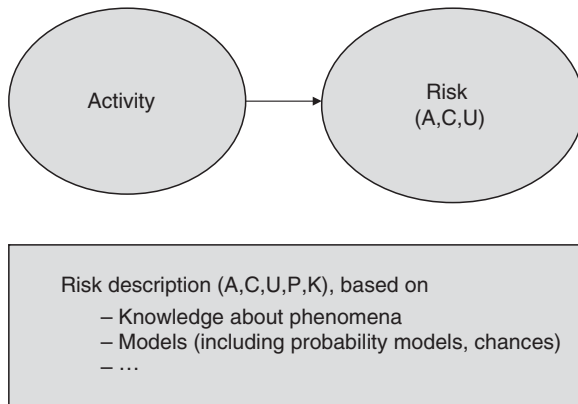 Activity
Risk
(A,C,U)
Risk description (A,C,U,P,K), based on
– Knowledge about phenomena
– Models (including probability models, chances)
– …